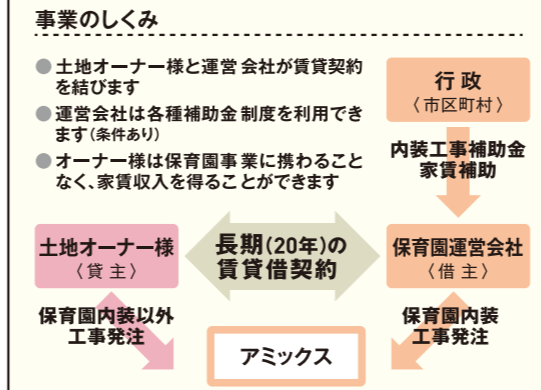 事業のしくみ
●土地オーナー様と運営会社が賃貸契約
を結びます
●運営会社は各種補助金制度を利用でき
ます(条件あり)
●オーナー様は保育園事業に携わること
なく、家賃収入を得ることができます
行政
〈市区町村〉
内装工事補助金
家賃補助
土地オーナー様
〈貸主〉
長期(20年)の
賃貸借契約
保育園運営会社
〈借主〉
保育園内装以外
工事発注
保育園内装
工事発注
アミックス